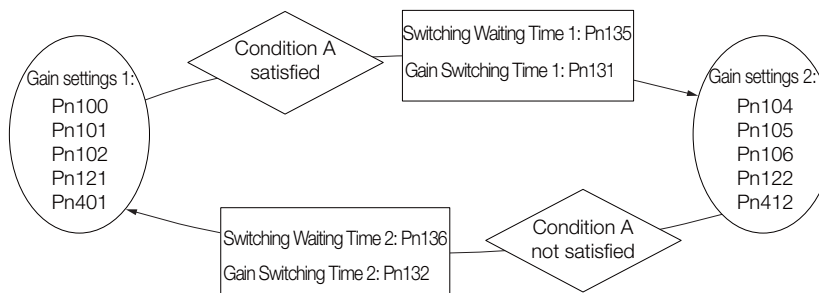 Gain settings 1:
Pn100
Pn101
Pn102
Pn121
Pn401
Condition A
satisfied
Switching Waiting Time 1: Pn135
Gain Switching Time 1: Pn131
Gain settings 2:
Pn104
Pn105
Pn106
Pn122
Pn412
Condition A
not satisfied
Switching Waiting Time 2: Pn136
Gain Switching Time 2: Pn132